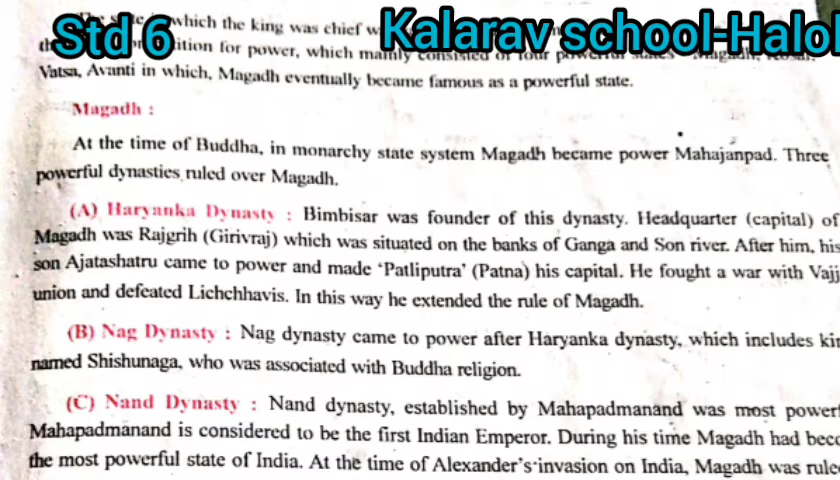 Std 6 Kalarav school-Halol
which the king was chief
for power, which mainly consisted of four powerful states
Vatsa, Avanti in which, Magadh eventually became famous as a powerful state.
Magadh :
At the time of Buddha, in monarchy state system Magadh became power Mahajanpad. Three
powerful dynasties ruled over Magadh.
(A) Haryanka Dynasty : Bimbisar was founder of this dynasty. Headquarter (capital) of
Magadh was Rajgrih (Girivraj) which was situated on the banks of Ganga and Son river. After him, his
son Ajatashatru came to power and made 'Patliputra' (Patna) his capital. He fought a war with Vajj
union and defeated Lichchhavis. In this way he extended the rule of Magadh.
(B) Nag Dynasty : Nag dynasty came to power after Haryanka dynasty, which includes
named Shishunaga, who was associated with Buddha religion.
(C) Nand Dynasty : Nand dynasty, established by Mahapadmanand was most
Mahapadmanand is considered to be the first Indian Emperor. During his time Magadh had
the most powerful state of India. At the time of Alexander's invasion on India, Magadh was